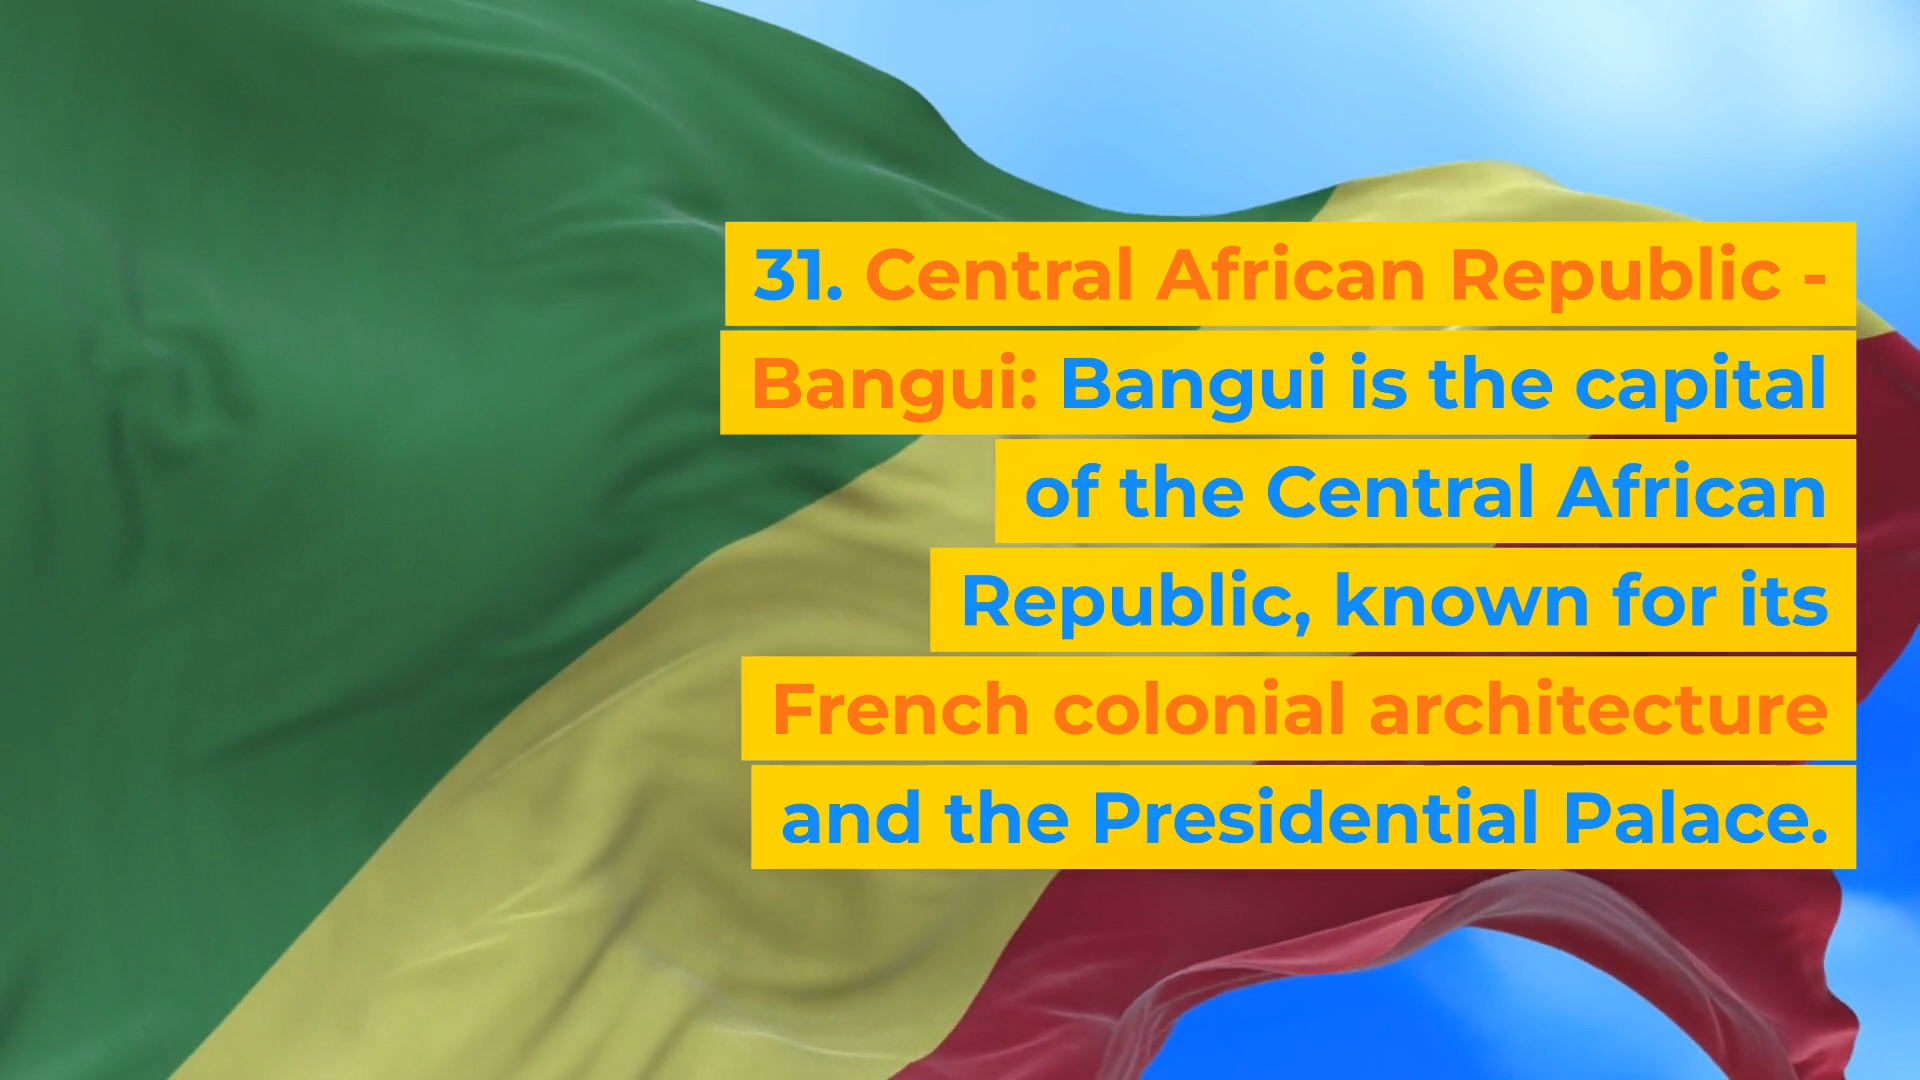 31. Central African Republic -
Bangui: Bangui is the capital
of the Central African
Republic, known for its
French colonial architecture
and the Presidential Palace.